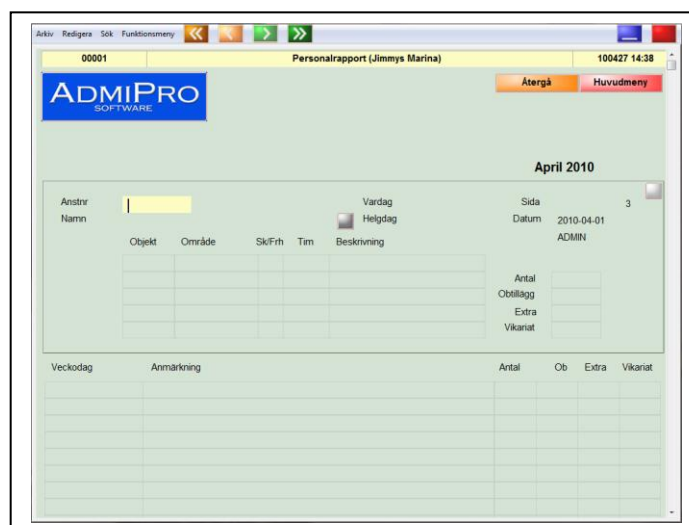 Arkiv Redigera Sök Funktionsmeny
00001 Personalrapport (Jimmys Marina) 100427 14:38
ADMIPRO
SOFTWARE
Återgå Huvudmeny
April 2010
Anstnr Vardag Sida 3
Namn Helgdag Datum 2010-04-01
ADMIN
Objekt Område Sk/Frh Tim Beskrivning
Antal
Obtillägg
Extra
Vikariat
Veckodag Anmärkning Antal Ob Extra Vikariat